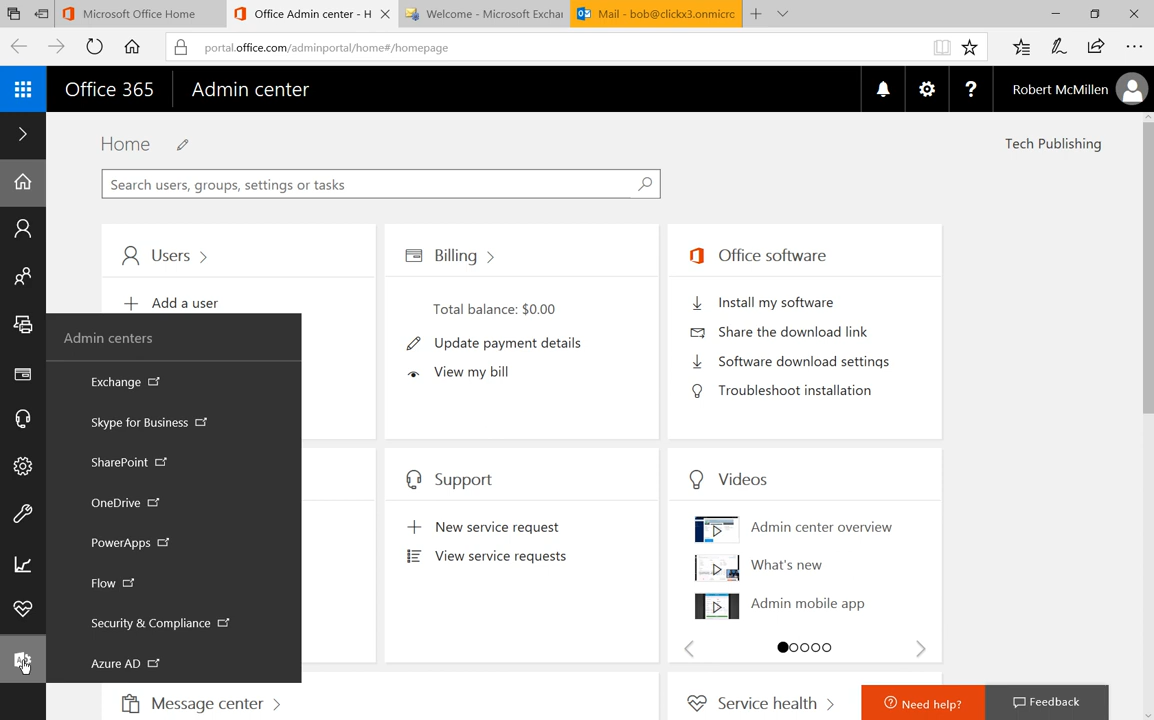 Microsoft Office Home
Office Admin center - H
Welcome - Microsoft Exchan
Mail - bob@clickx3.onmicrc
portal.office.com/adminportal/home#/homepage
Office 365
Admin center
Robert McMillen
Home
Tech Publishing
Search users, groups, settings or tasks
Users
Billing
Office software
Add a user
Total balance: $0.00
Install my software
Update payment details
Share the download link
View my bill
Software download settings
Troubleshoot installation
Admin centers
Exchange
Skype for Business
SharePoint
OneDrive
PowerApps
Flow
Security & Compliance
Azure AD
Support
Videos
New service request
Admin center overview
View service requests
What's new
Admin mobile app
Message center
Service health
Need help?
Feedback